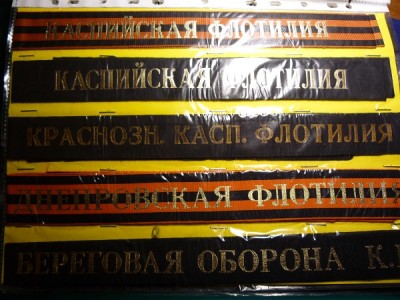 КАСПИЙСКАЯ ФЛОТИЛИЯ
КАСПИЙСКАЯ ФЛОТИЛИЯ
КРАСНОЗН. КАСП. ФЛОТИЛИЯ
ДНЕПРОВСКАЯ ФЛОТИЛИЯ
БЕРЕГОВАЯ ОБОРОНА К.